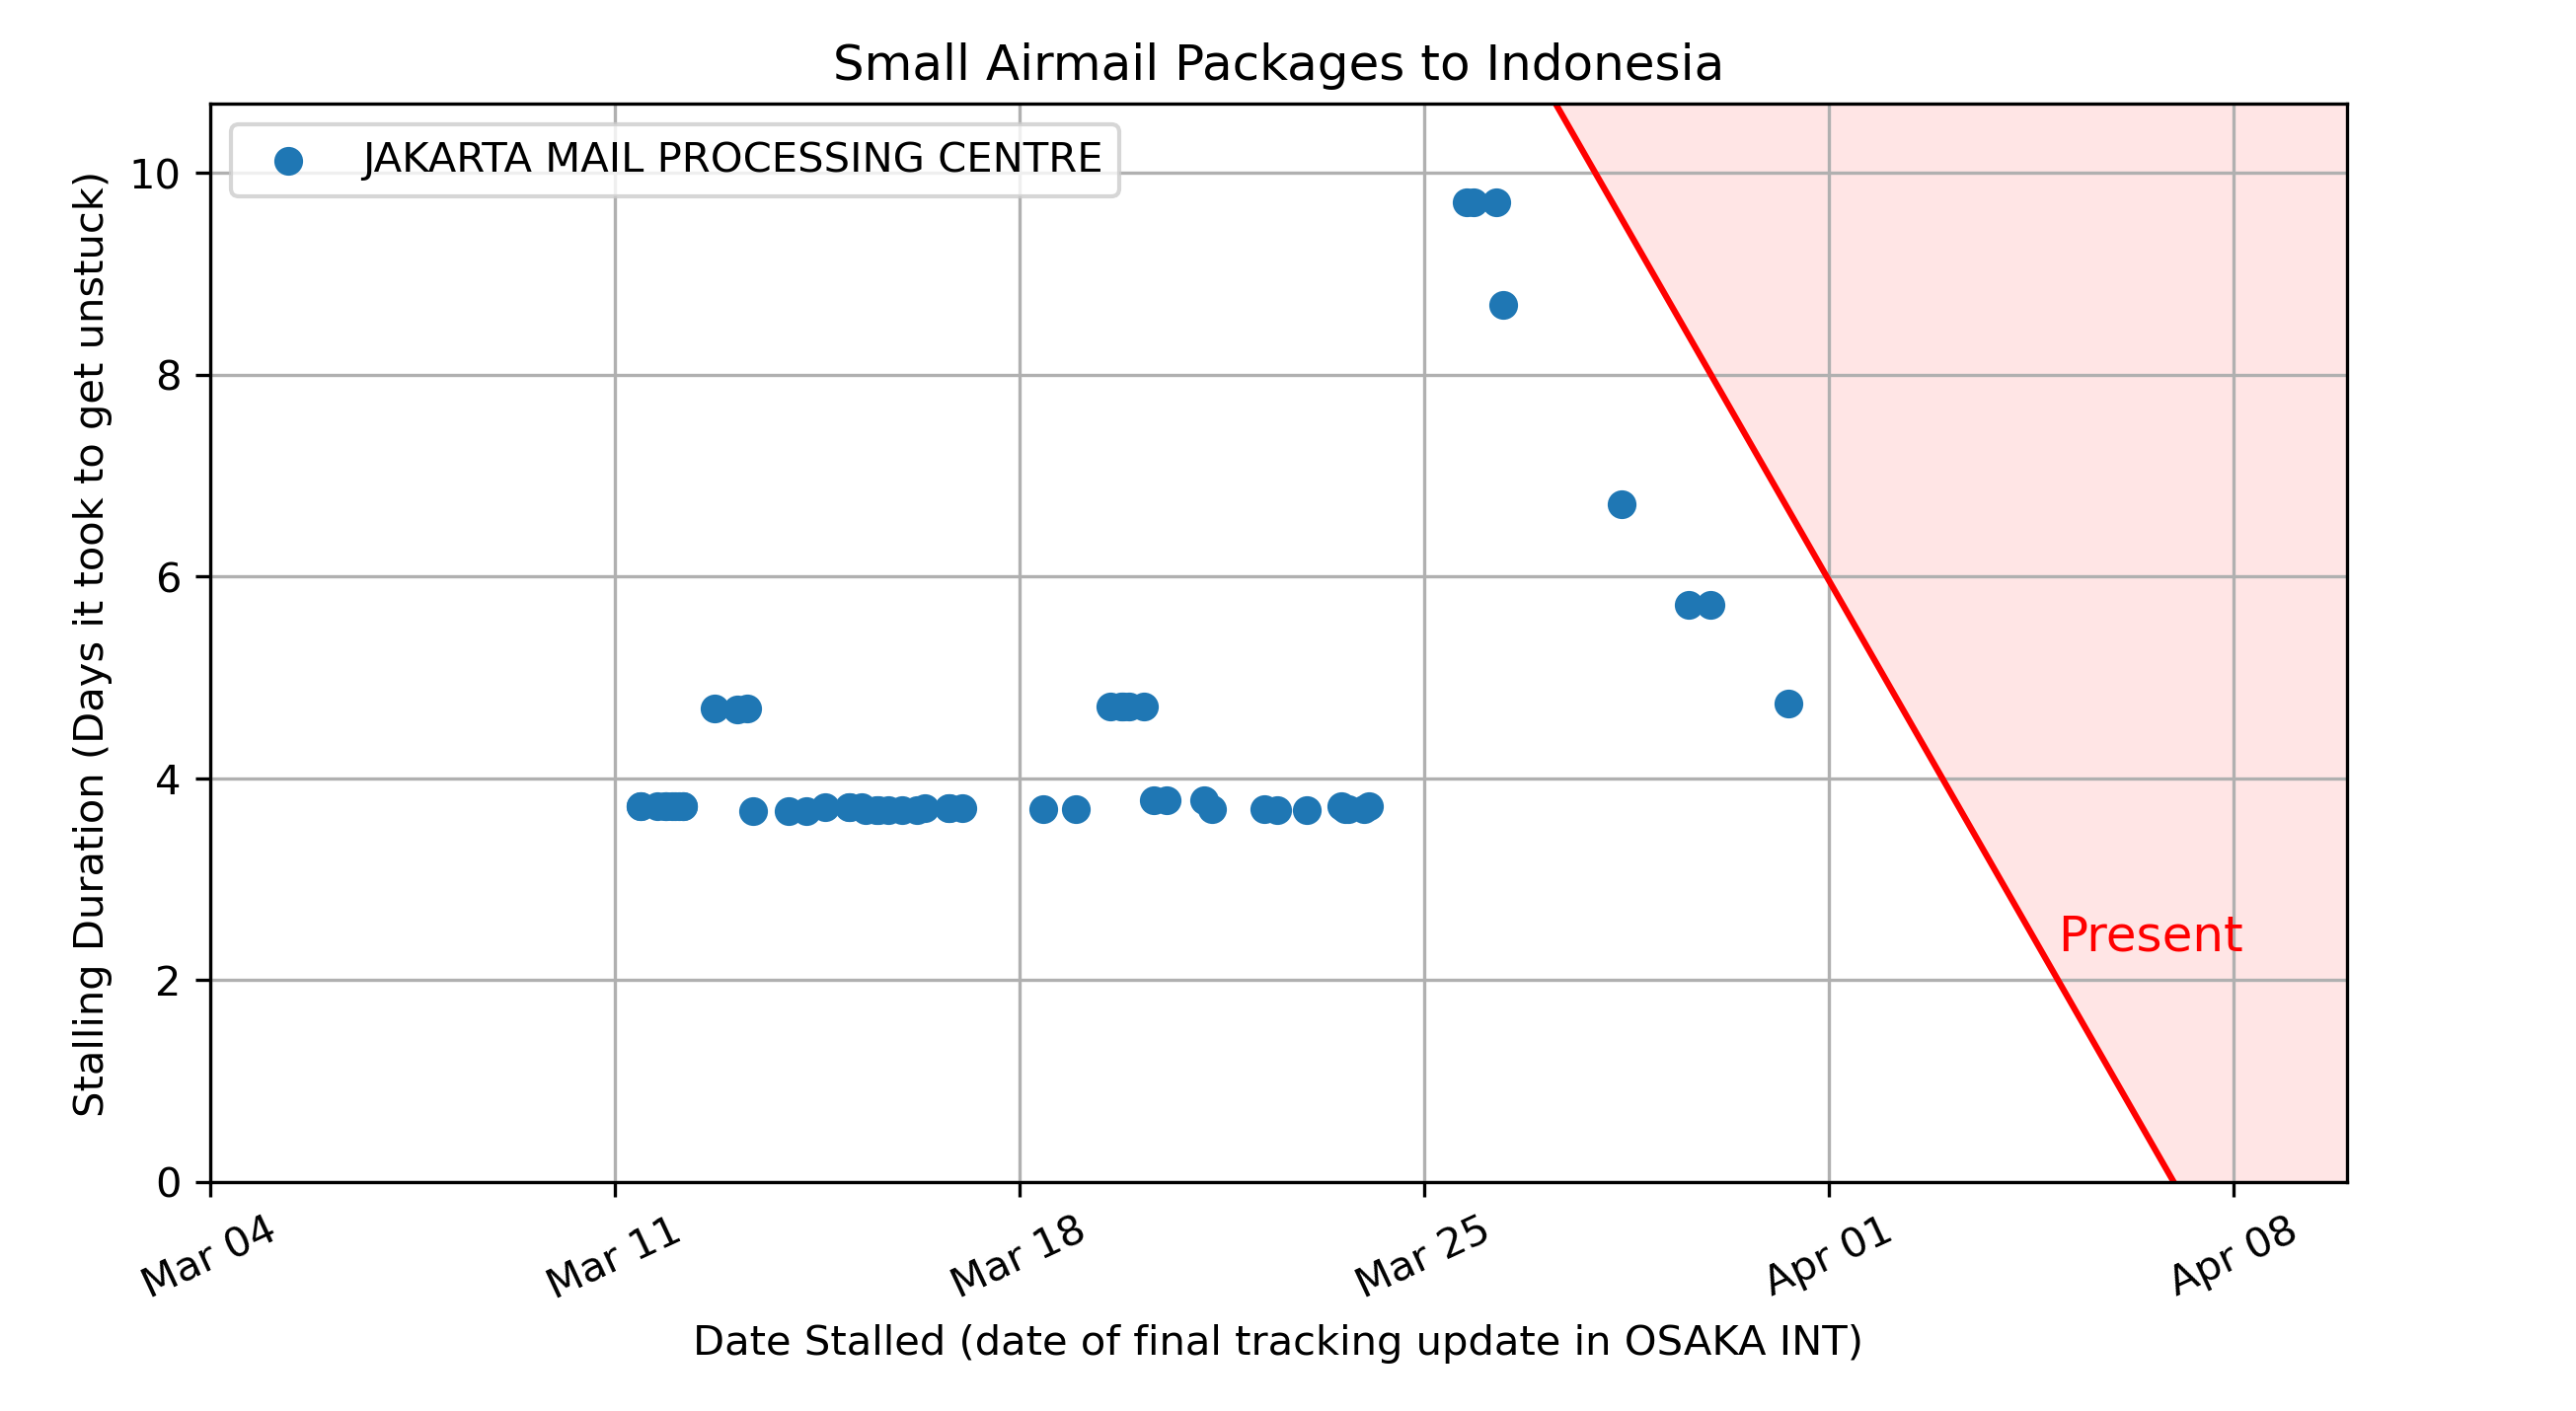 Small Airmail Packages to Indonesia
JAKARTA MAIL PROCESSING CENTRE
Stalling Duration (Days it took to get unstuck)
10
8
6
4
2
0
Present
Mar 04
Mar 11
Mar 18
Mar 25
Apr 01
Apr 08
Date Stalled (date of final tracking update in OSAKA INT)